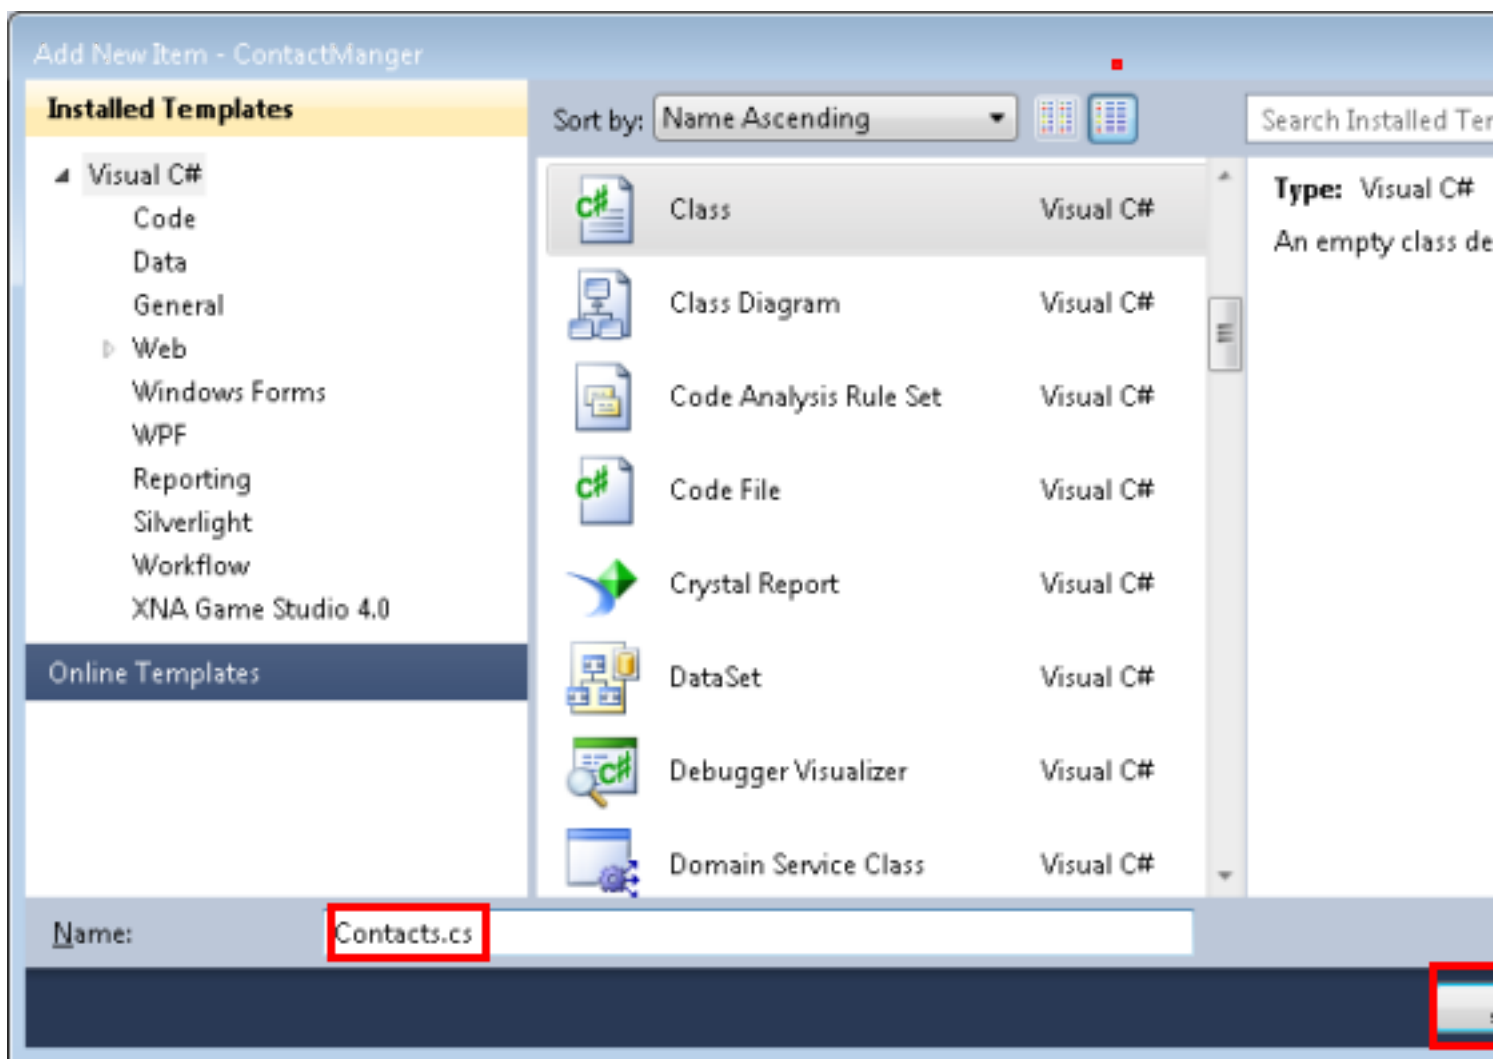 Add New Item - ContactManger
Installed Templates
Visual C#
Code
Data
General
Web
Windows Forms
WPF
Reporting
Silverlight
Workflow
XNA Game Studio 4.0
Online Templates
Sort by: Name Ascending
Class Visual C#
Class Diagram Visual C#
Code Analysis Rule Set Visual C#
Code File Visual C#
Crystal Report Visual C#
DataSet Visual C#
Debugger Visualizer Visual C#
Domain Service Class Visual C#
Search Installed
Type: Visual C#
An empty class
Name: Contacts.cs